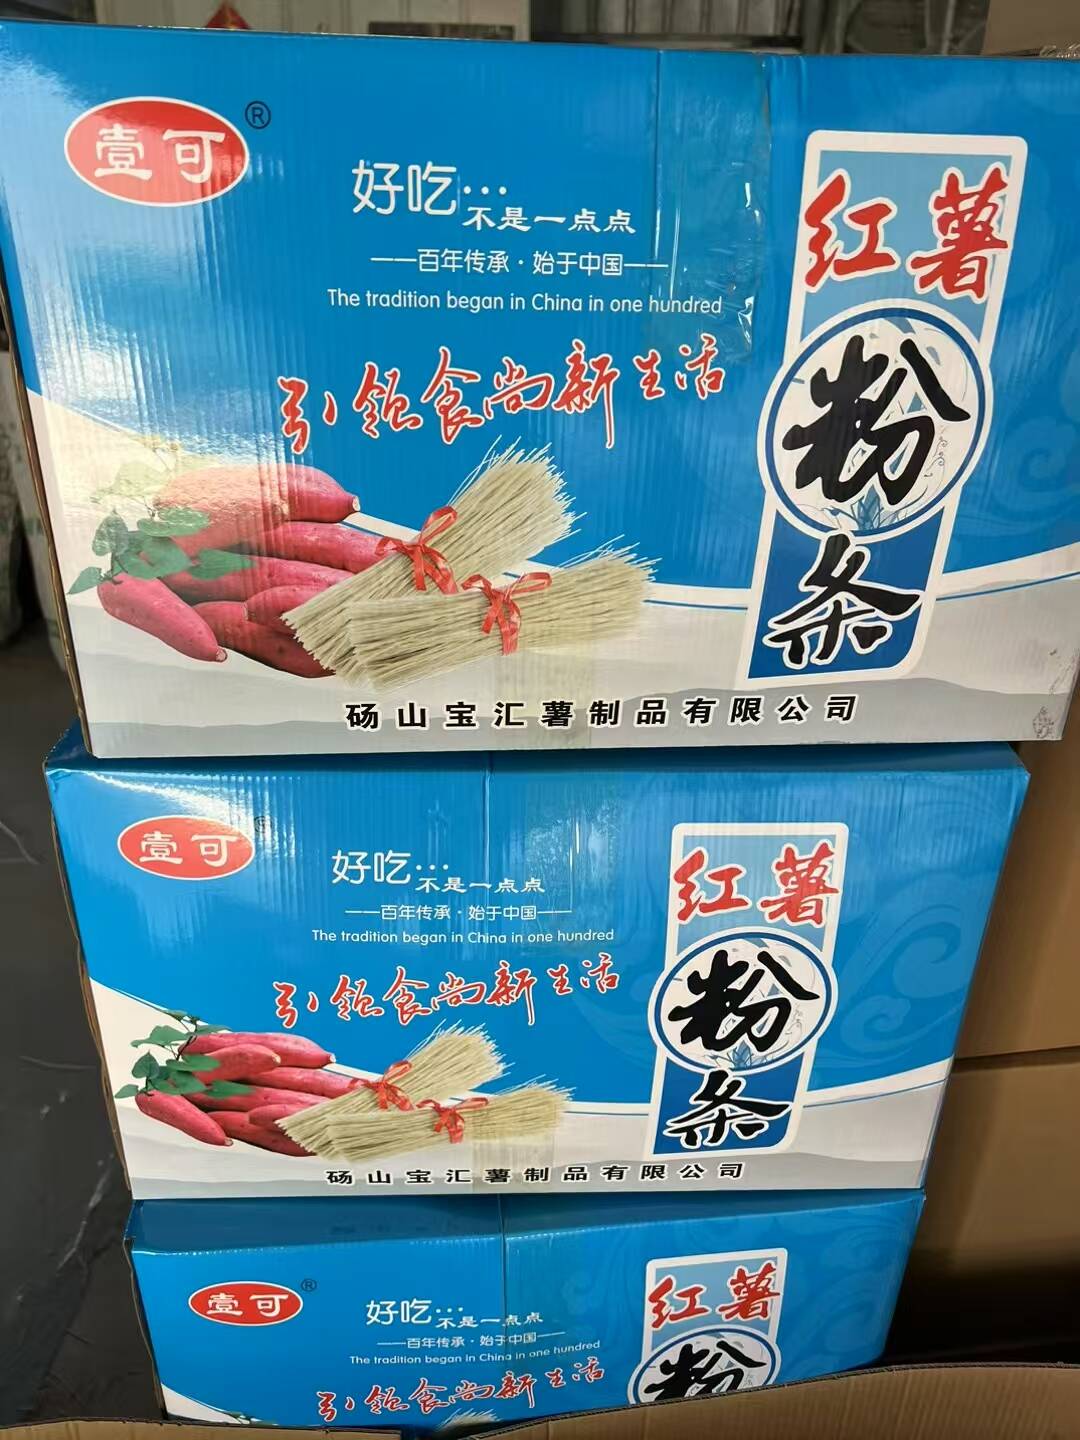 壹可®
好吃...
不是一点点
——百年传承·始于中国——
The tradition began in China in one hundred
引领食尚新生活
红薯
粉
条
砀山宝汇薯制品有限公司
壹可®
好吃...
不是一点点
——百年传承·始于中国——
The tradition began in China in one hundred
引领食尚新生活
红薯
粉
条
砀山宝汇薯制品有限公司
壹可®
好吃...
不是一点点
——百年传承·始于中国——
The tradition began in China in one hundred
引领食尚新生活
红薯
粉